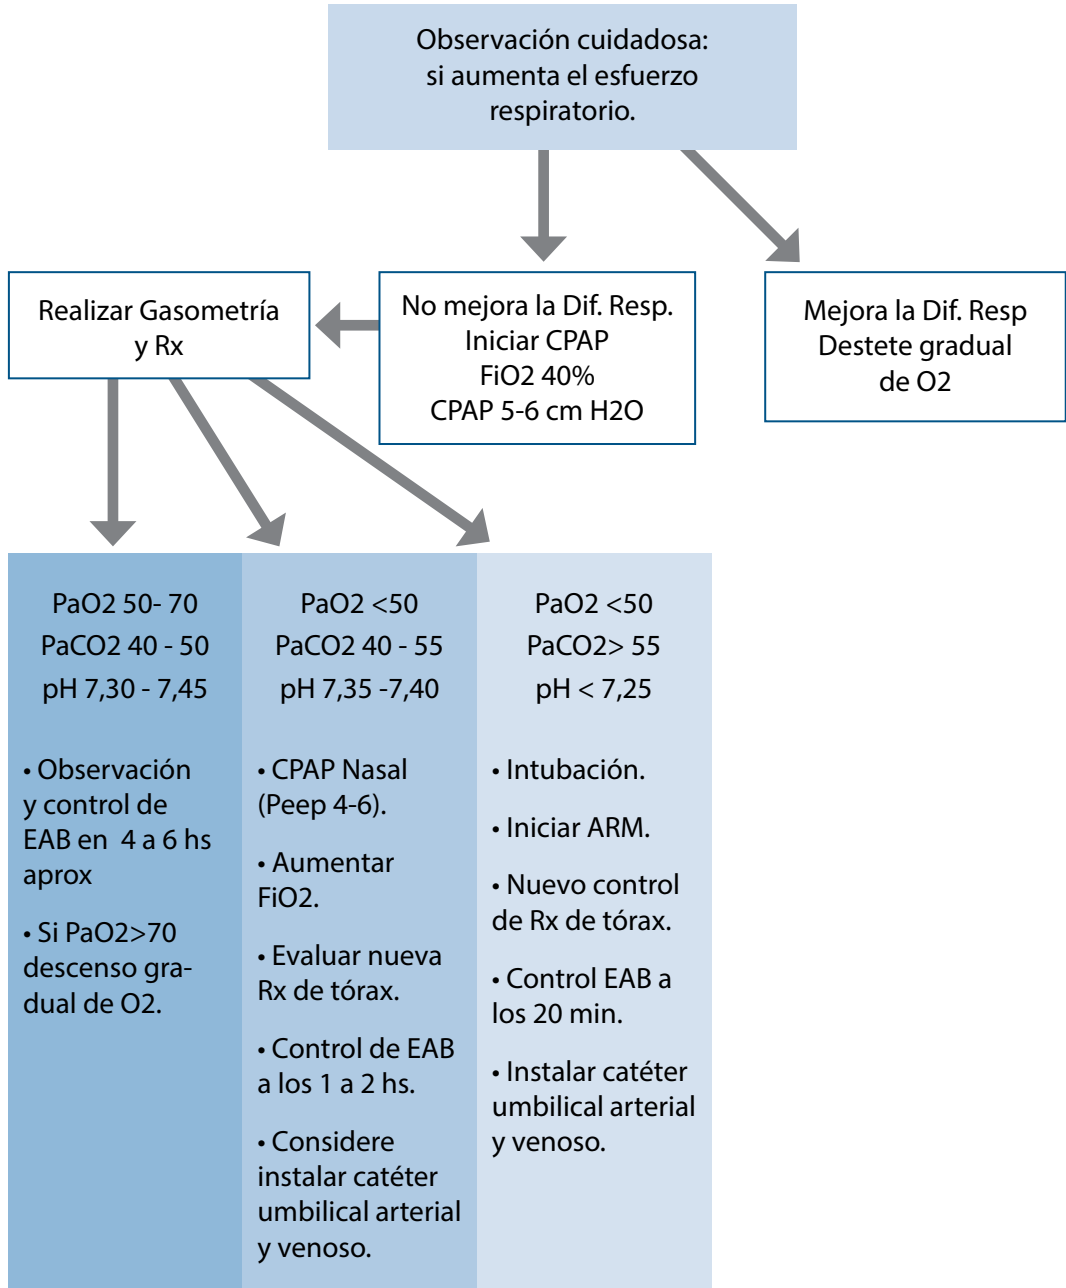 Observación cuidadosa:
si aumenta el esfuerzo
respiratorio.
Realizar Gasometría
y Rx
No mejora la Dif. Resp.
Iniciar CPAP
FiO2 40%
CPAP 5-6 cm H2O
Mejora la Dif. Resp
Destete gradual
de O2
PaO2 50- 70
PaCO2 40 - 50
pH 7,30 - 7,45
• Observación
y control de
EAB en 4 a 6 hs
aprox
• Si PaO2>70
descenso gra-
dual de O2.
PaO2 <50
PaCO2 40 - 55
pH 7,35 -7,40
• CPAP Nasal
(Peep 4-6).
• Aumentar
FiO2.
• Evaluar nueva
Rx de tórax.
• Control de EAB
a los 1 a 2 hs.
• Considere
instalar catéter
umbilical arterial
y venoso.
PaO2 <50
PaCO2> 55
pH < 7,25
• Intubación.
• Iniciar ARM.
• Nuevo control
de Rx de tórax.
• Control EAB a
los 20 min.
• Instalar catéter
umbilical arterial
y venoso.